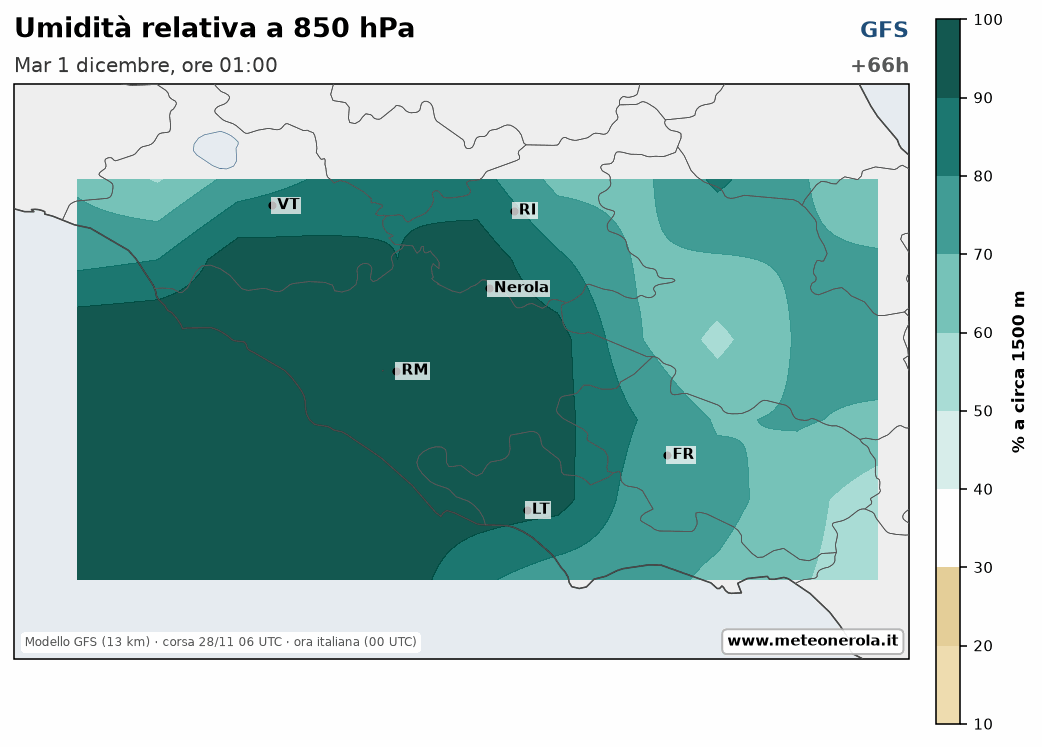 Umidità relativa a 850 hPa
GFS
Mar 1 dicembre, ore 01:00
+66h
VT
RI
Nerola
RM
FR
LT
Modello GFS (13 km) · corsa 28/11 06 UTC · ora italiana (00 UTC)
www.meteonerola.it
100
90
80
70
60
50
40
30
20
10
% a circa 1500 m